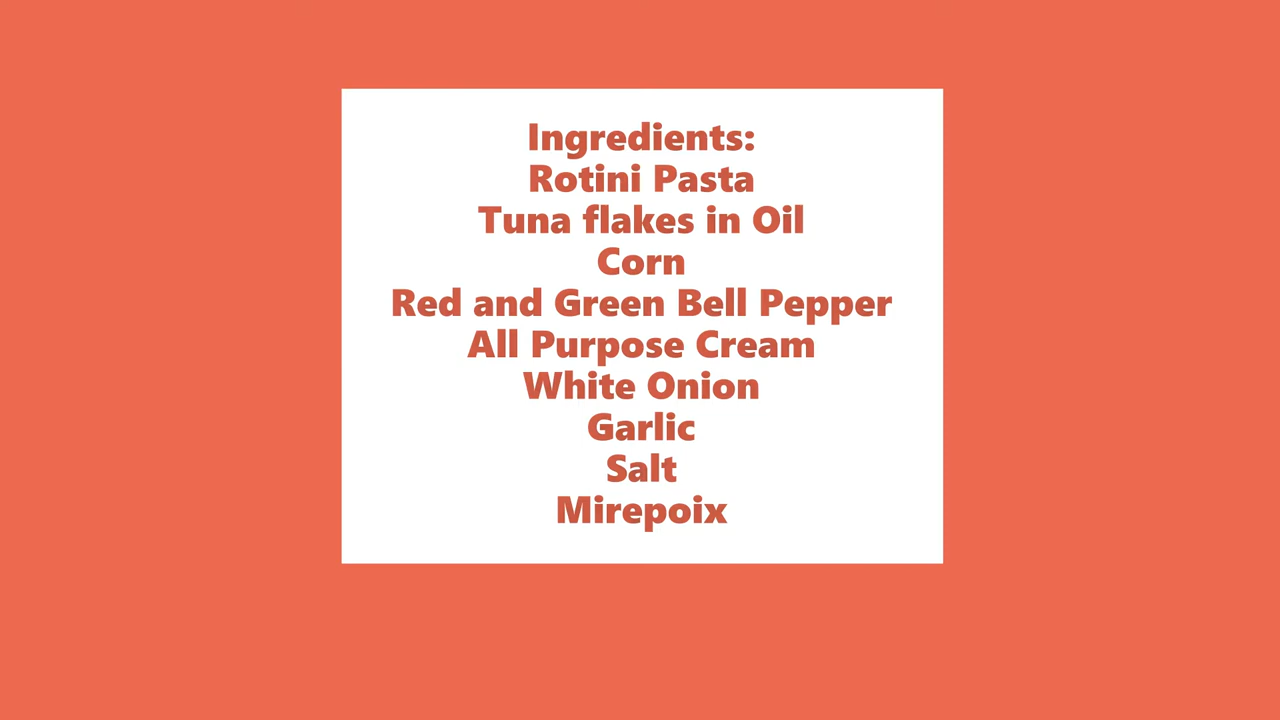 Ingredients:
Rotini Pasta
Tuna flakes in Oil
Corn
Red and Green Bell Pepper
All Purpose Cream
White Onion
Garlic
Salt
Mirepoix